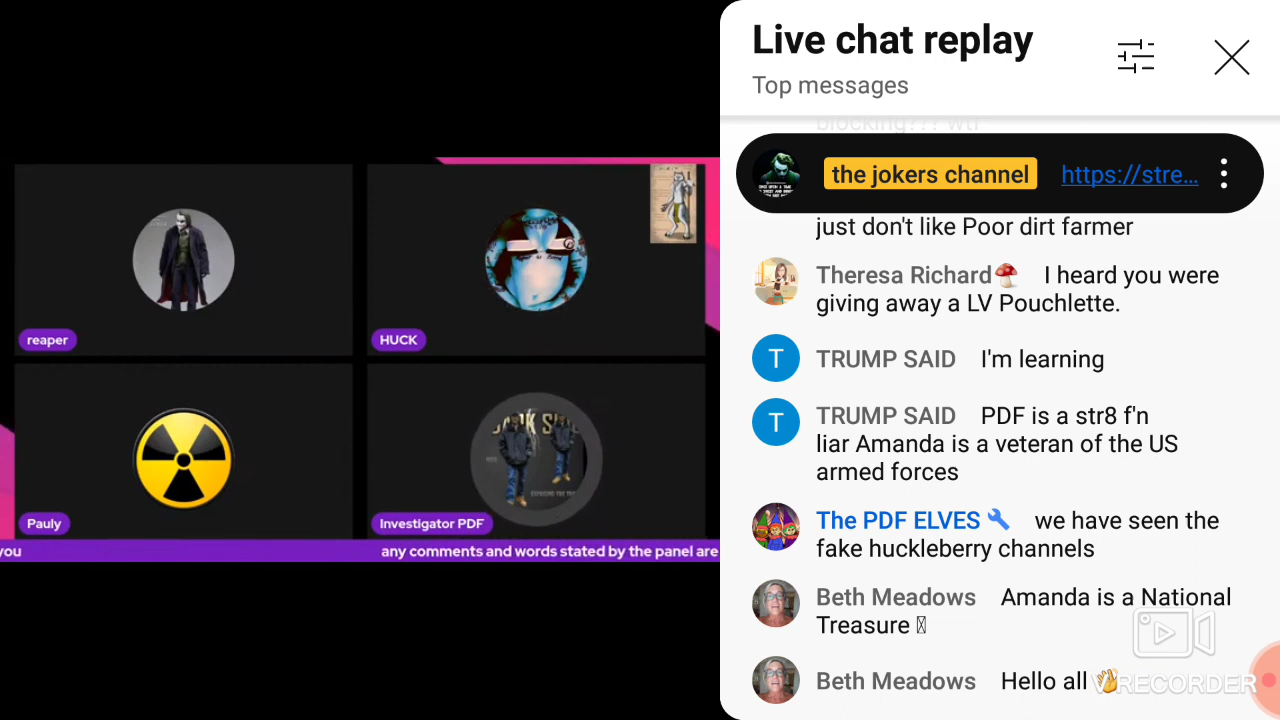 reaper
HUCK
Pauly
Investigator PDF
you
any comments and words stated by the panel are
Live chat replay
Top messages
blocking??? wtf
the jokers channel https://stre...
just don't like Poor dirt farmer
Theresa Richard🍄 I heard you were
giving away a LV Pouchlette.
T TRUMP SAID I'm learning
T TRUMP SAID PDF is a str8 f'n
liar Amanda is a veteran of the US
armed forces
The PDF ELVES 🔧 we have seen the
fake huckleberry channels
Beth Meadows Amanda is a National
Treasure
Beth Meadows Hello all 👋
V RECORDER